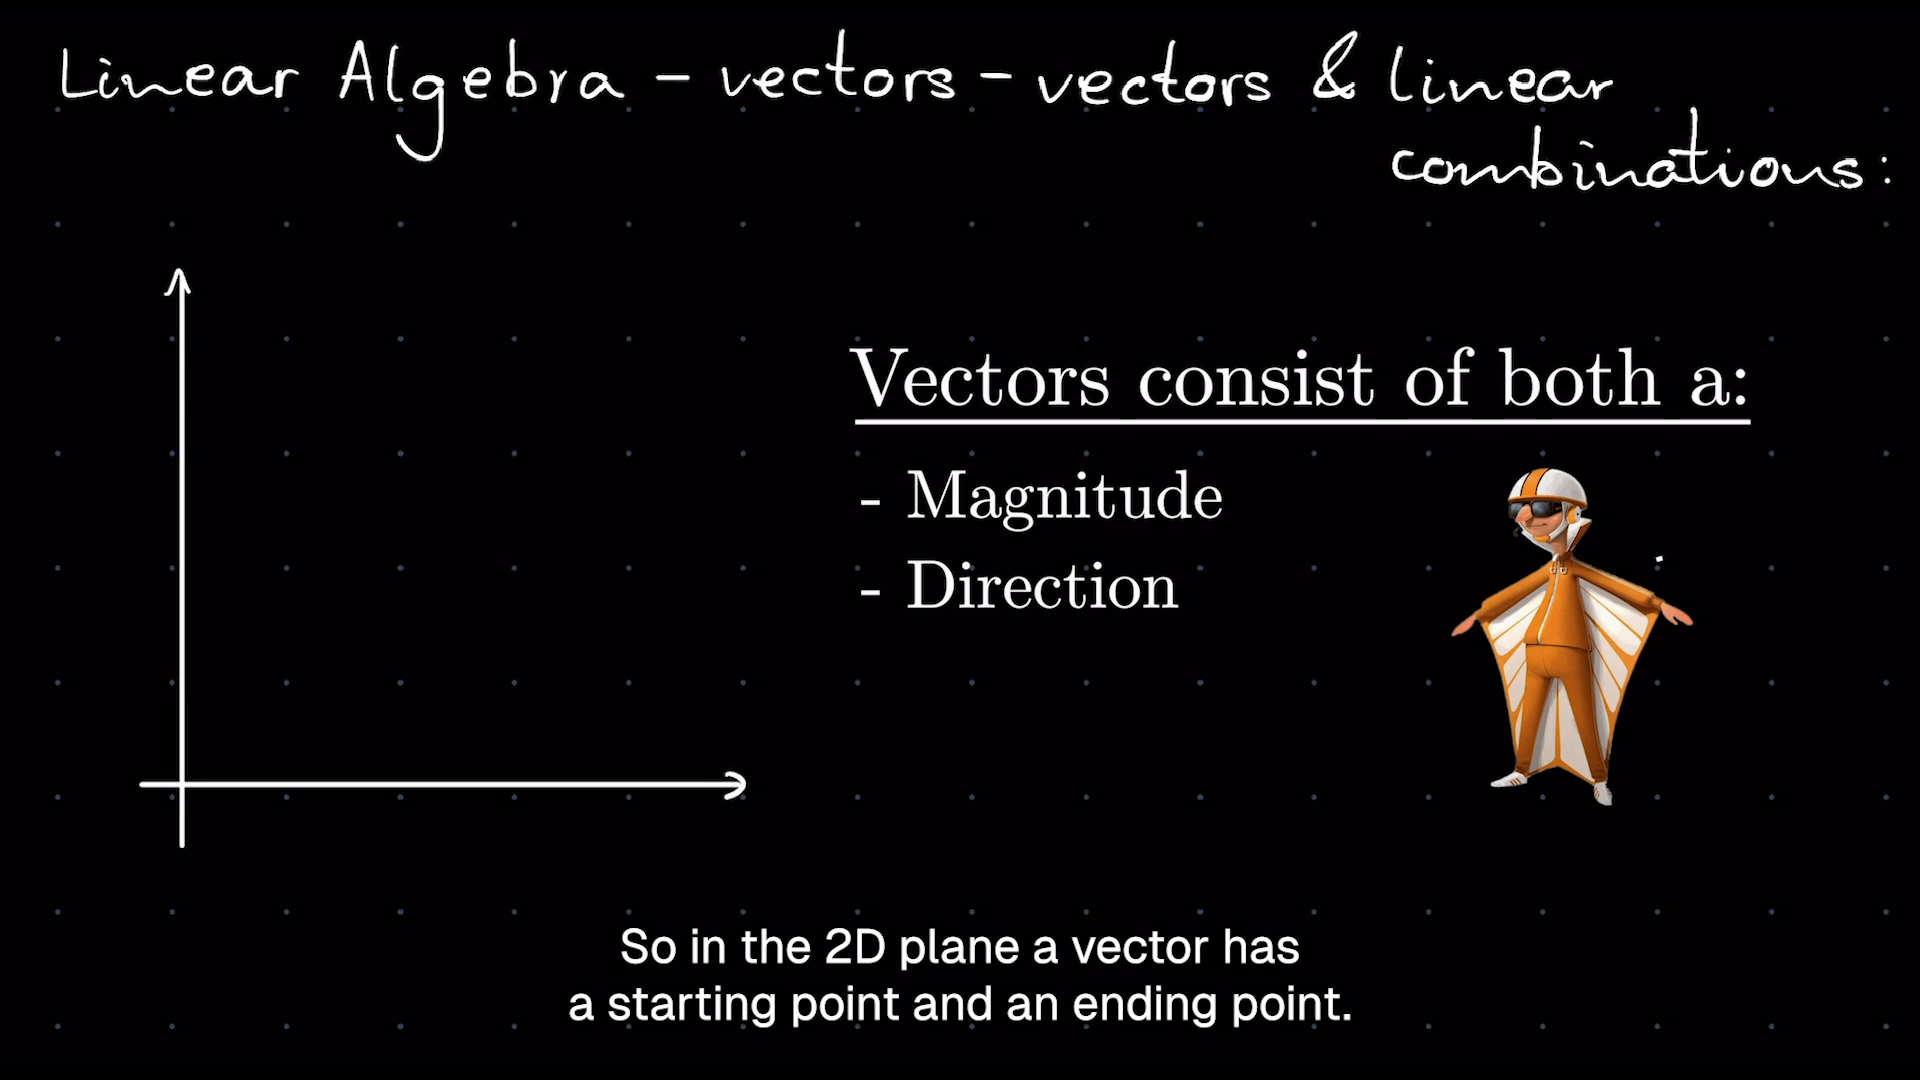 Linear Algebra - vectors - vectors & linear
combinations:
Vectors consist of both a:
- Magnitude
- Direction
So in the 2D plane a vector has
a starting point and an ending point.